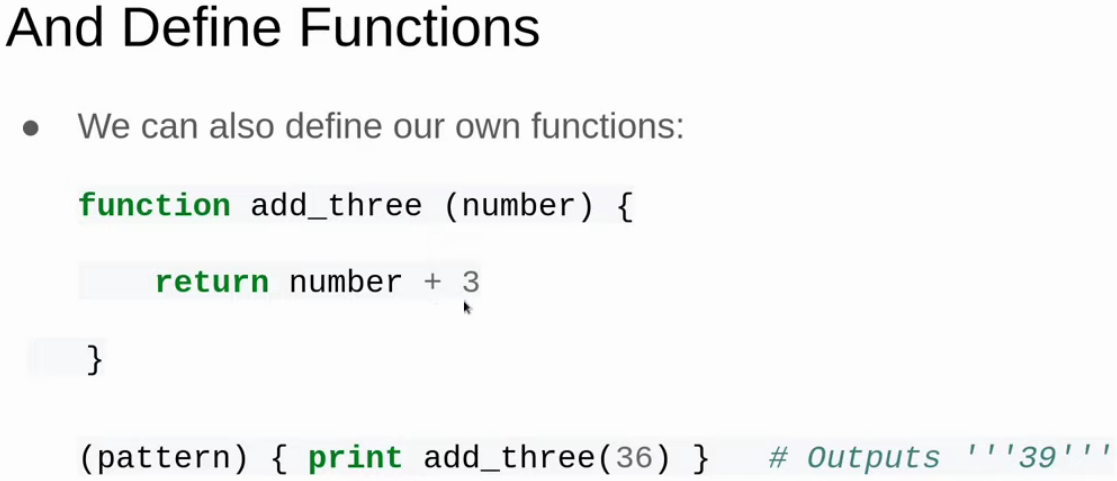 And Define Functions
● We can also define our own functions:
function add_three (number) {
    return number + 3
}
(pattern) { print add_three(36) }   # Outputs '''39'''